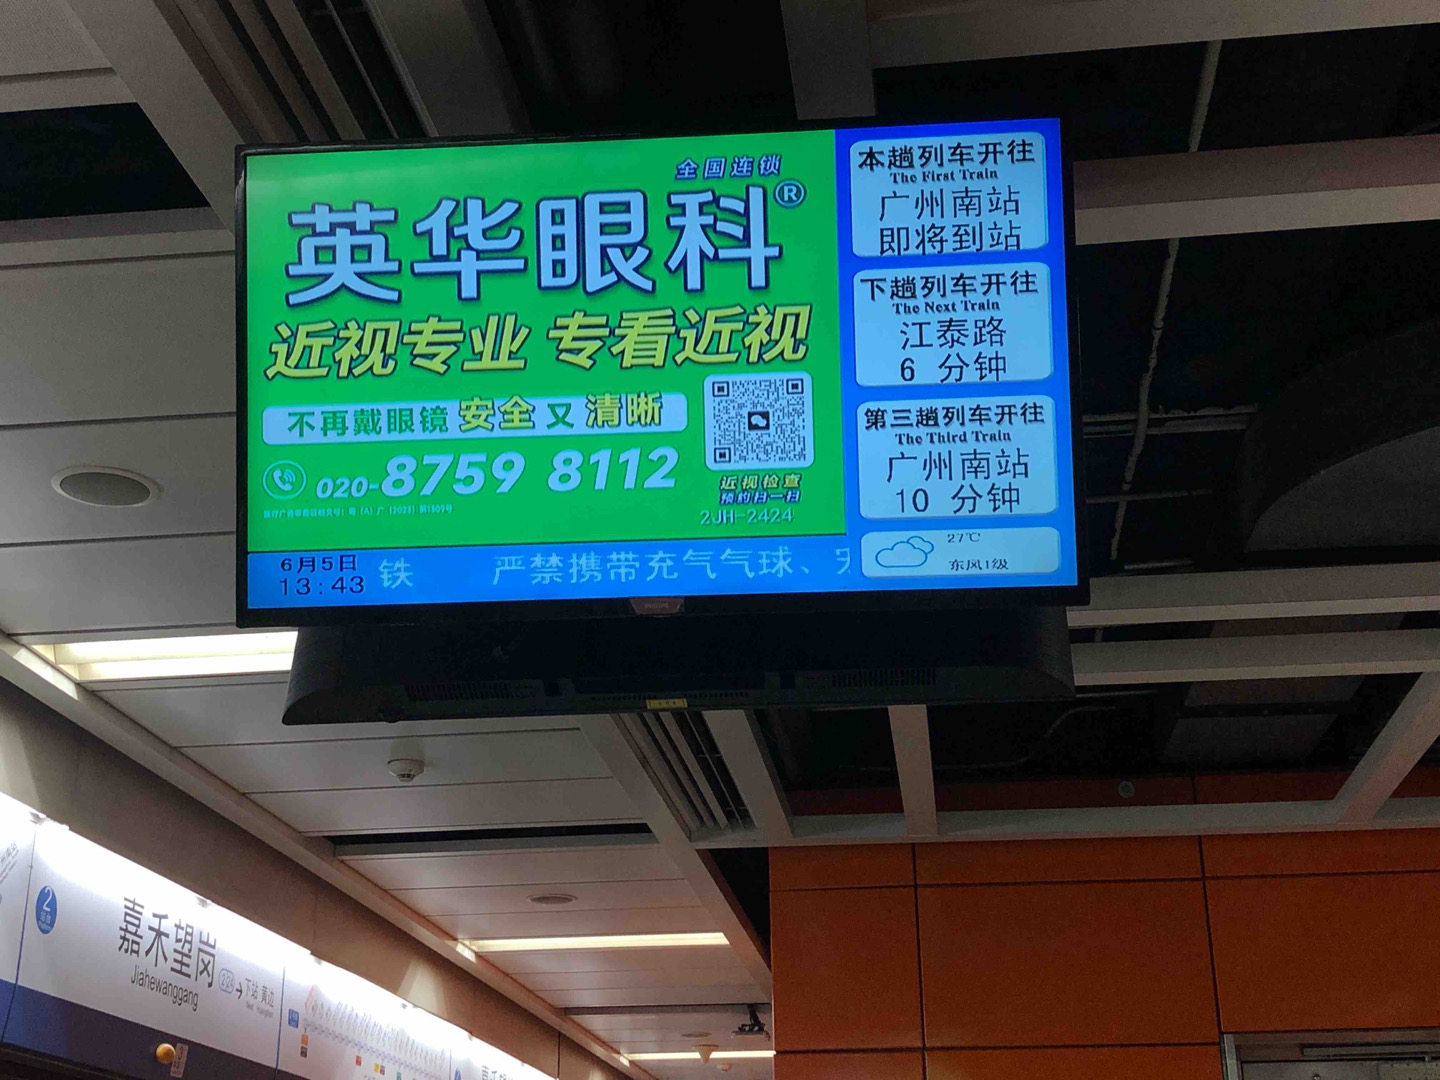 全国连锁
英华眼科®
近视专业 专看近视
不再戴眼镜 安全 又 清晰
020-8759 8112
近视检查
预约扫一扫
2JH-2424
6月5日
13:43
铁 严禁携带充气气球、
本趟列车开往
The First Train
广州南站
即将到站
下趟列车开往
The Next Train
江泰路
6 分钟
第三趟列车开往
The Third Train
广州南站
10 分钟
27℃
东风1级
2
嘉禾望岗
Jiahewanggang
224
下站 黄边